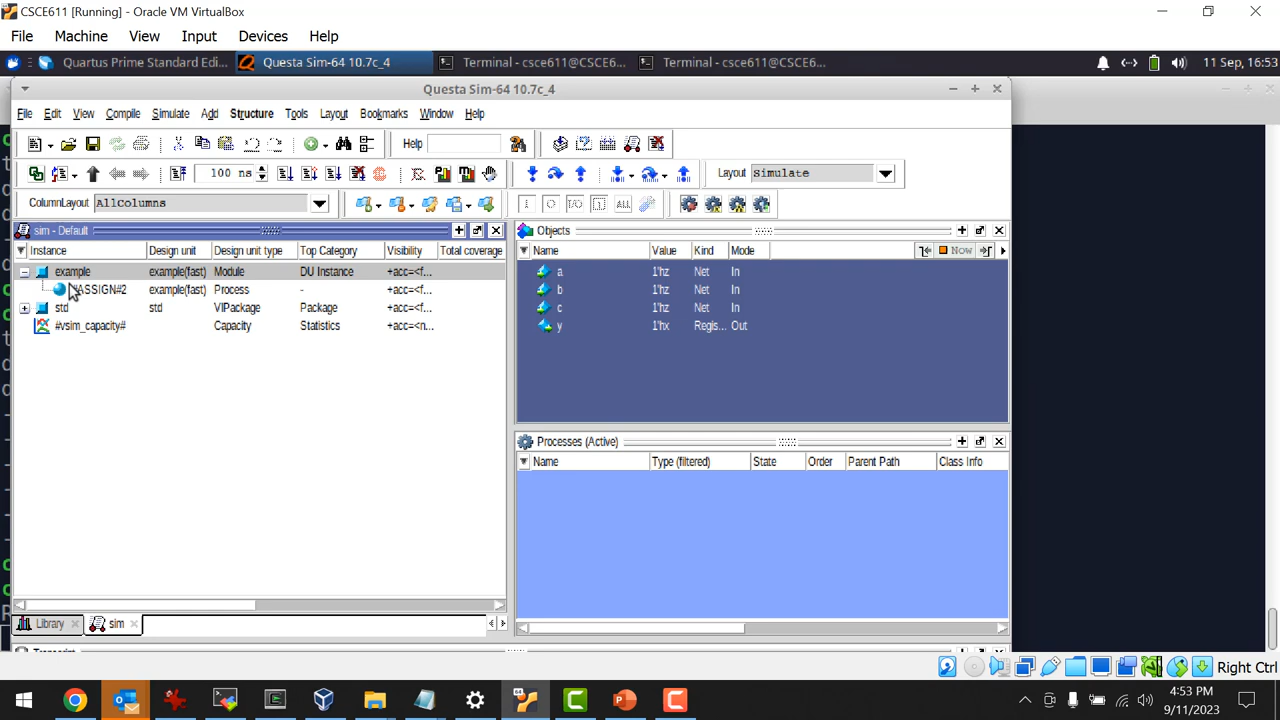 CSCE611 [Running] - Oracle VM VirtualBox
File Machine View Input Devices Help
Quartus Prime Standard Edi... Questa Sim-64 10.7c_4 Terminal - csce611@CSCE6... Terminal - csce611@CSCE6... 11 Sep, 16:53
Questa Sim-64 10.7c_4
File Edit View Compile Simulate Add Structure Tools Layout Bookmarks Window Help
Help
100 ns Layout Simulate
ColumnLayout AllColumns
sim - Default
Instance Design unit Design unit type Top Category Visibility Total coverage
example example(fast) Module DU Instance +acc=<f...
#ASSIGN#2 example(fast) Process - +acc=<f...
std std VIPackage Package +acc=<f...
#vsim_capacity# Capacity Statistics +acc=<n...
Objects
Name Value Kind Mode
Now
a 1'hz Net In
b 1'hz Net In
c 1'hz Net In
y 1'hx Regis... Out
Processes (Active)
Name Type (filtered) State Order Parent Path Class Info
Library sim
Right Ctrl
4:53 PM
9/11/2023